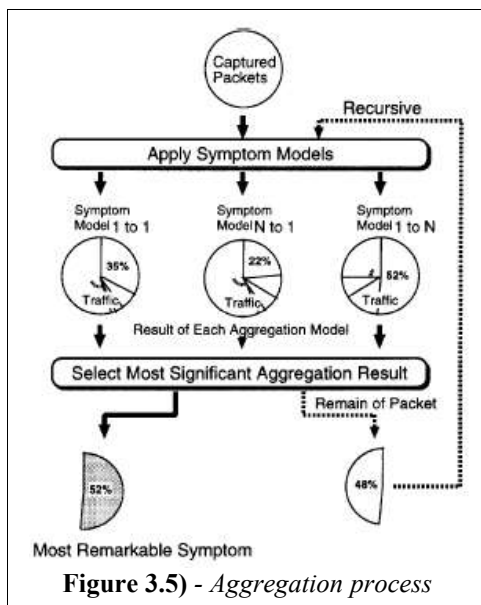 Captured
Packets
Recursive
Apply Symptom Models
Symptom
Model 1 to 1
Symptom
Model N to 1
Symptom
Model 1 to N
35%
Traffic
22%
Traffic
52%
Traffic
Result of Each Aggregation Model
Select Most Significant Aggregation Result
Remain of Packet
52%
48%
Most Remarkable Symptom
Figure 3.5) - Aggregation process